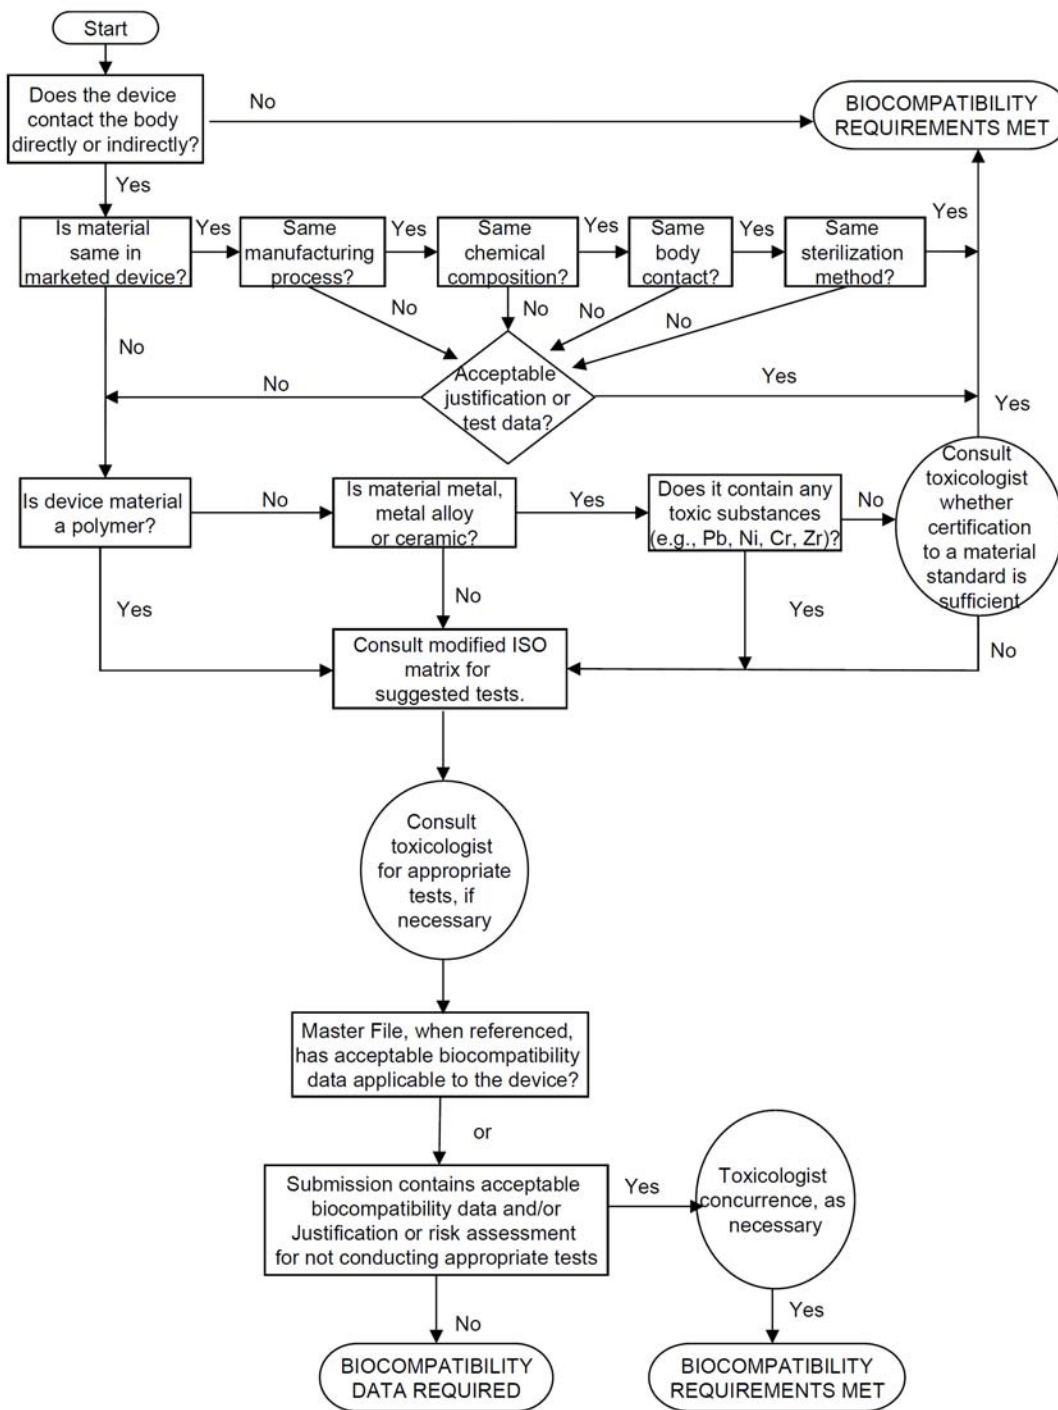 Start
Does the device
contact the body
directly or indirectly?
No
BIOCOMPATIBILITY
REQUIREMENTS MET
Yes
Is material
same in
marketed device?
Yes
Same
manufacturing
process?
Yes
Same
chemical
composition?
Yes
Same
body
contact?
Yes
Same
sterilization
method?
Yes
No
No
No
No
No
Acceptable
justification or
test data?
No
Yes
Yes
Is device material
a polymer?
No
Is material metal,
metal alloy
or ceramic?
Yes
Does it contain any
toxic substances
(e.g., Pb, Ni, Cr, Zr)?
No
Consult
toxicologist
whether
certification
to a material
standard is
sufficient
Yes
No
Yes
No
Consult modified ISO
matrix for
suggested tests.
Consult
toxicologist
for appropriate
tests, if
necessary
Master File, when referenced,
has acceptable biocompatibility
data applicable to the device?
or
Submission contains acceptable
biocompatibility data and/or
Justification or risk assessment
for not conducting appropriate tests
Yes
Toxicologist
concurrence, as
necessary
No
Yes
BIOCOMPATIBILITY
DATA REQUIRED
BIOCOMPATIBILITY
REQUIREMENTS MET